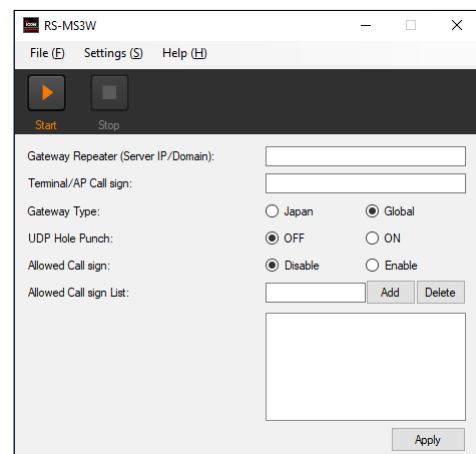 ICOM RS-MS3W
File (F) Settings (S) Help (H)
Start Stop
Gateway Repeater (Server IP/Domain):
Terminal/AP Call sign:
Gateway Type: Japan Global
UDP Hole Punch: OFF ON
Allowed Call sign: Disable Enable
Allowed Call sign List: Add Delete
Apply